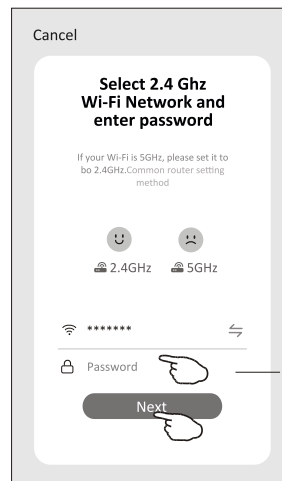 Cancel
Select 2.4 Ghz
Wi-Fi Network and
enter password
If your Wi-Fi is 5GHz, please set it to
bo 2.4GHz.Common router setting
method
2.4GHz 5GHz
*******
Password
Next